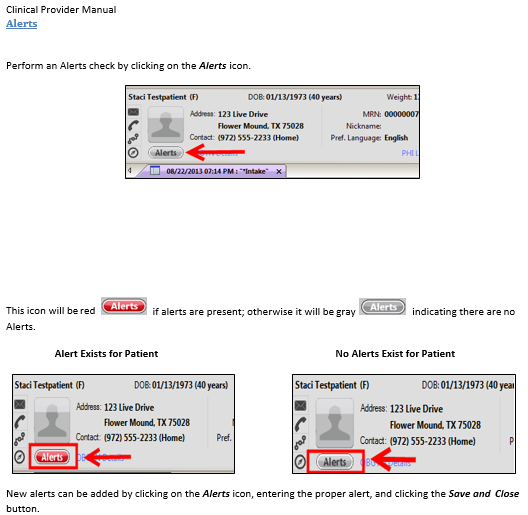 Clinical Provider Manual
Alerts
Perform an Alerts check by clicking on the Alerts icon.
Staci Testpatient (F) DOB: 01/13/1973 (40 years) Weight: 1
Address: 123 Live Drive MRN: 00000007
Flower Mound, TX 75028 Nickname:
Contact: (972) 555-2233 (Home) Pref. Language: English
Alerts Details PHI L
08/22/2013 07:14 PM : "*Intake" X
This icon will be red Alerts if alerts are present; otherwise it will be gray Alerts indicating there are no
Alerts.
Alert Exists for Patient
Staci Testpatient (F) DOB: 01/13/1973 (40 years)
Address: 123 Live Drive
Flower Mound, TX 75028
Contact: (972) 555-2233 (Home) Pref.
Alerts Details
No Alerts Exist for Patient
Staci Testpatient (F) DOB: 01/13/1973 (40 year
Address: 123 Live Drive
Flower Mound, TX 75028
Contact: (972) 555-2233 (Home) P
Alerts Details
New alerts can be added by clicking on the Alerts icon, entering the proper alert, and clicking the Save and Close
button.